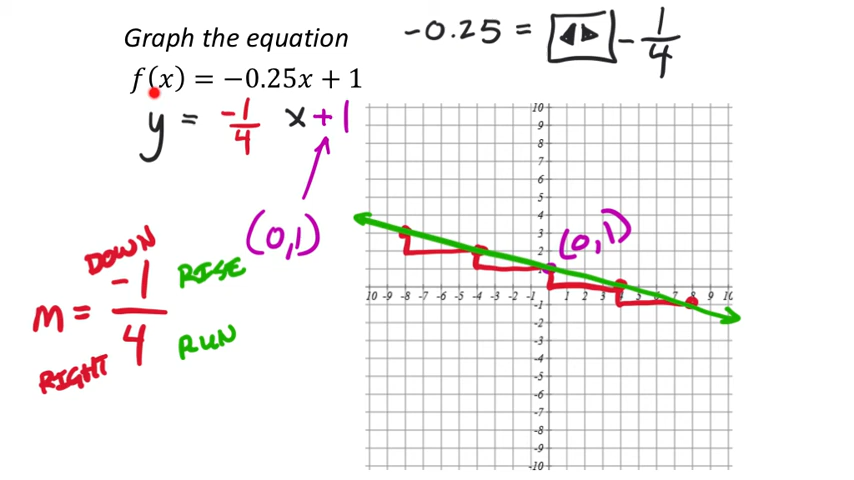 Graph the equation
f(x) = −0.25x + 1
-0.25 = ◀▶ - 1/4
y = -1/4 x + 1
(0,1)
(0,1)
DOWN
m = -1/4
RISE
RUN
RIGHT
10
9
8
7
6
5
4
3
2
1
10 -9 -8 -7 -6 -5 -4 -3 -2 -1 1 2 3 4 5 6 7 8 9 10
-1
-2
-3
-4
-5
-6
-7
-8
-9
-10